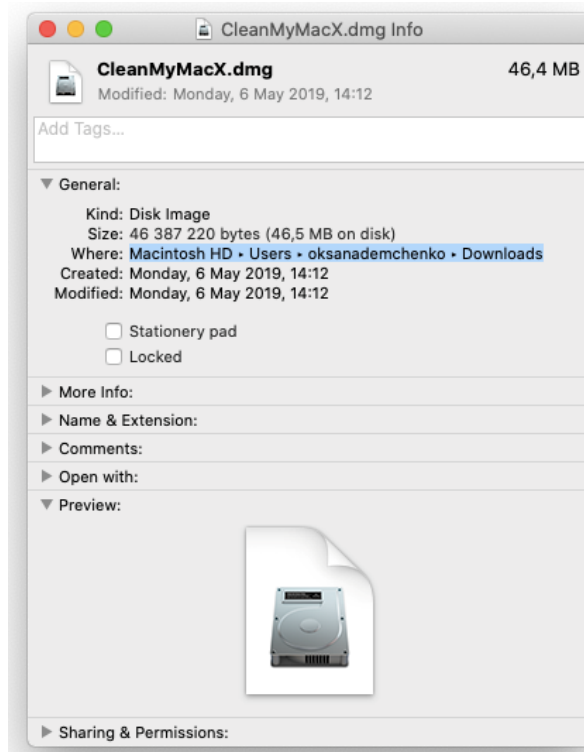 CleanMyMacX.dmg Info
CleanMyMacX.dmg 46,4 MB
Modified: Monday, 6 May 2019, 14:12
Add Tags...
General:
Kind: Disk Image
Size: 46 387 220 bytes (46,5 MB on disk)
Where: Macintosh HD ▸ Users ▸ oksanademchenko ▸ Downloads
Created: Monday, 6 May 2019, 14:12
Modified: Monday, 6 May 2019, 14:12
Stationery pad
Locked
More Info:
Name & Extension:
Comments:
Open with:
Preview:
Sharing & Permissions: